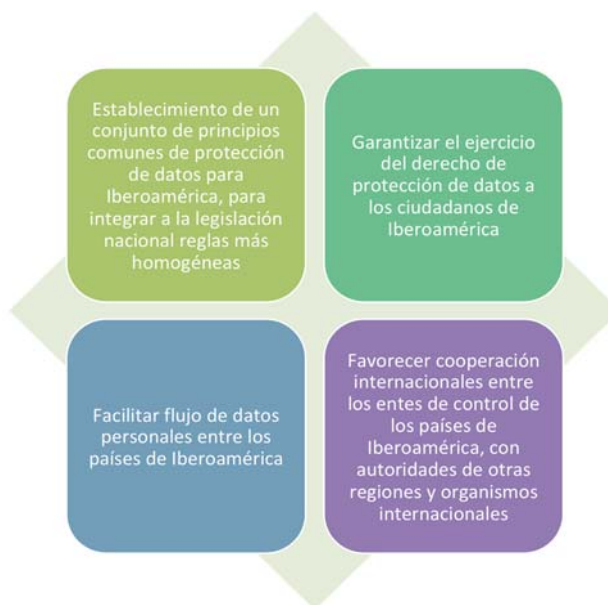 Establecimiento de un
conjunto de principios
comunes de protección
de datos para
Iberoamérica, para
integrar a la legislación
nacional reglas más
homogéneas
Garantizar el ejercicio
del derecho de
protección de datos a
los ciudadanos de
Iberoamérica
Facilitar flujo de datos
personales entre los
países de Iberoamérica
Favorecer cooperación
internacionales entre
los entes de control de
los países de
Iberoamérica, con
autoridades de otras
regiones y organismos
internacionales